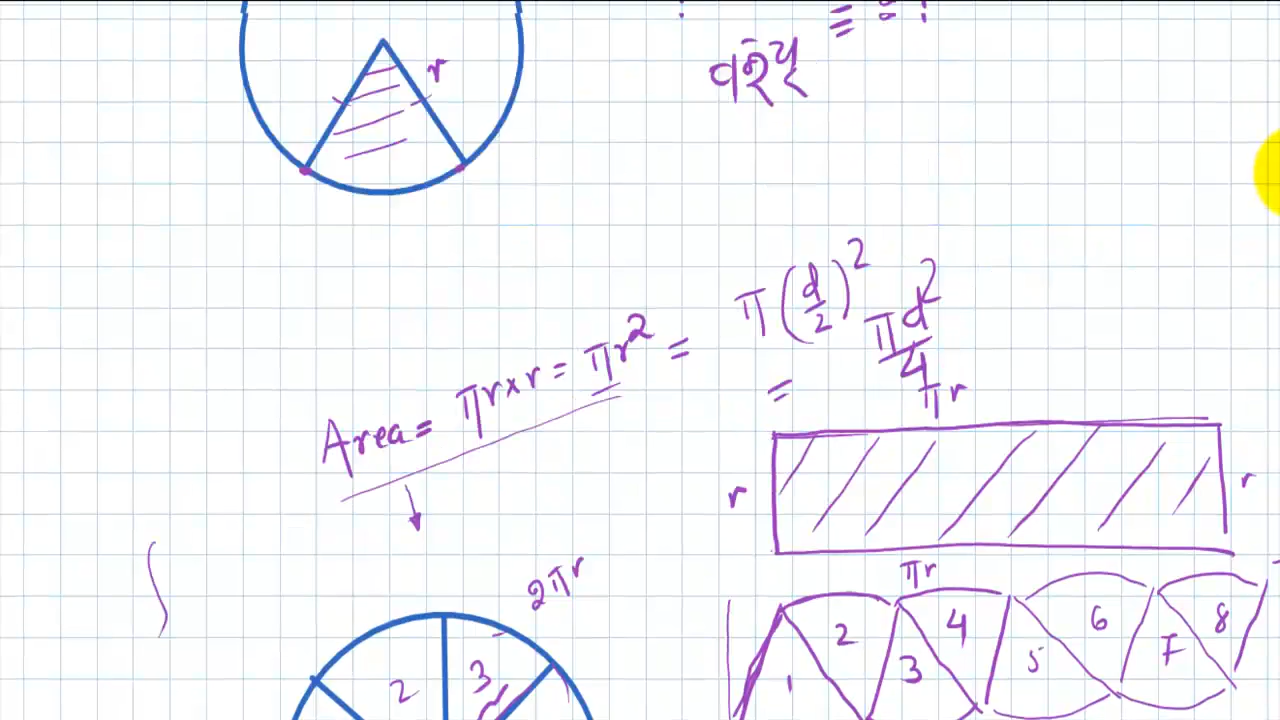 r
π(d/2)²
Area = πr×r = πr² =
= πd²/4
πr
r
r
πr
2πr
2 3
1 2 3 4 5 6 7 8